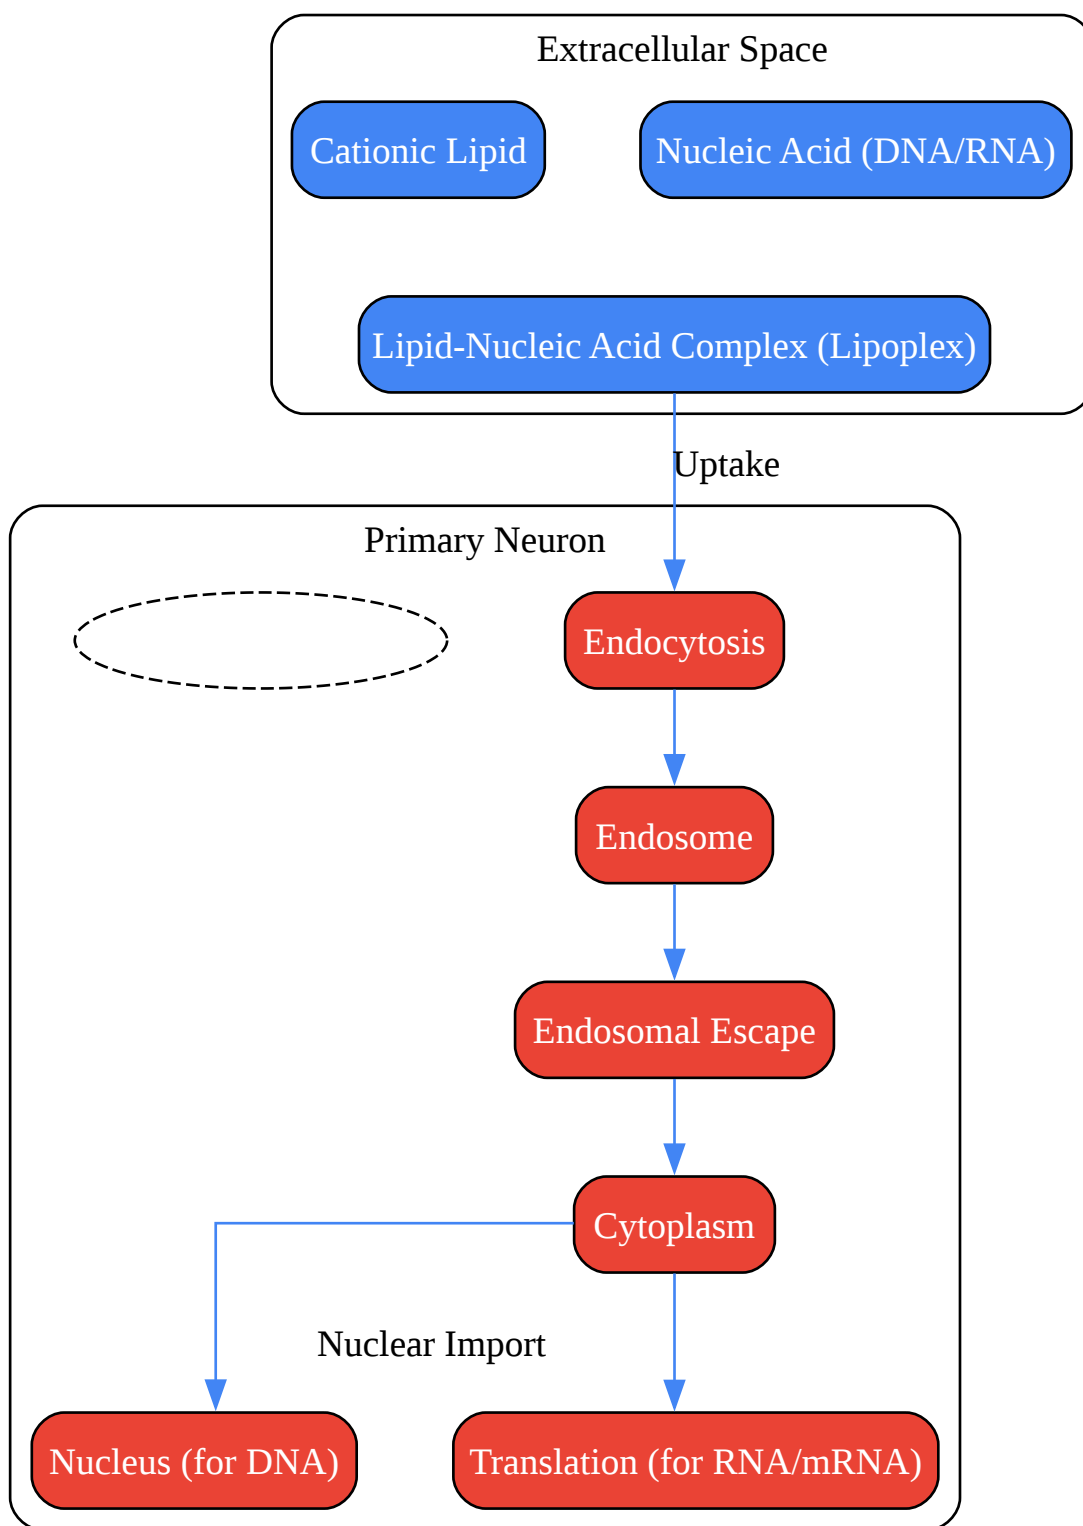 Extracellular Space
Cationic Lipid
Nucleic Acid (DNA/RNA)
Lipid-Nucleic Acid Complex (Lipoplex)
Uptake
Primary Neuron
Endocytosis
Endosome
Endosomal Escape
Cytoplasm
Nuclear Import
Nucleus (for DNA)
Translation (for RNA/mRNA)